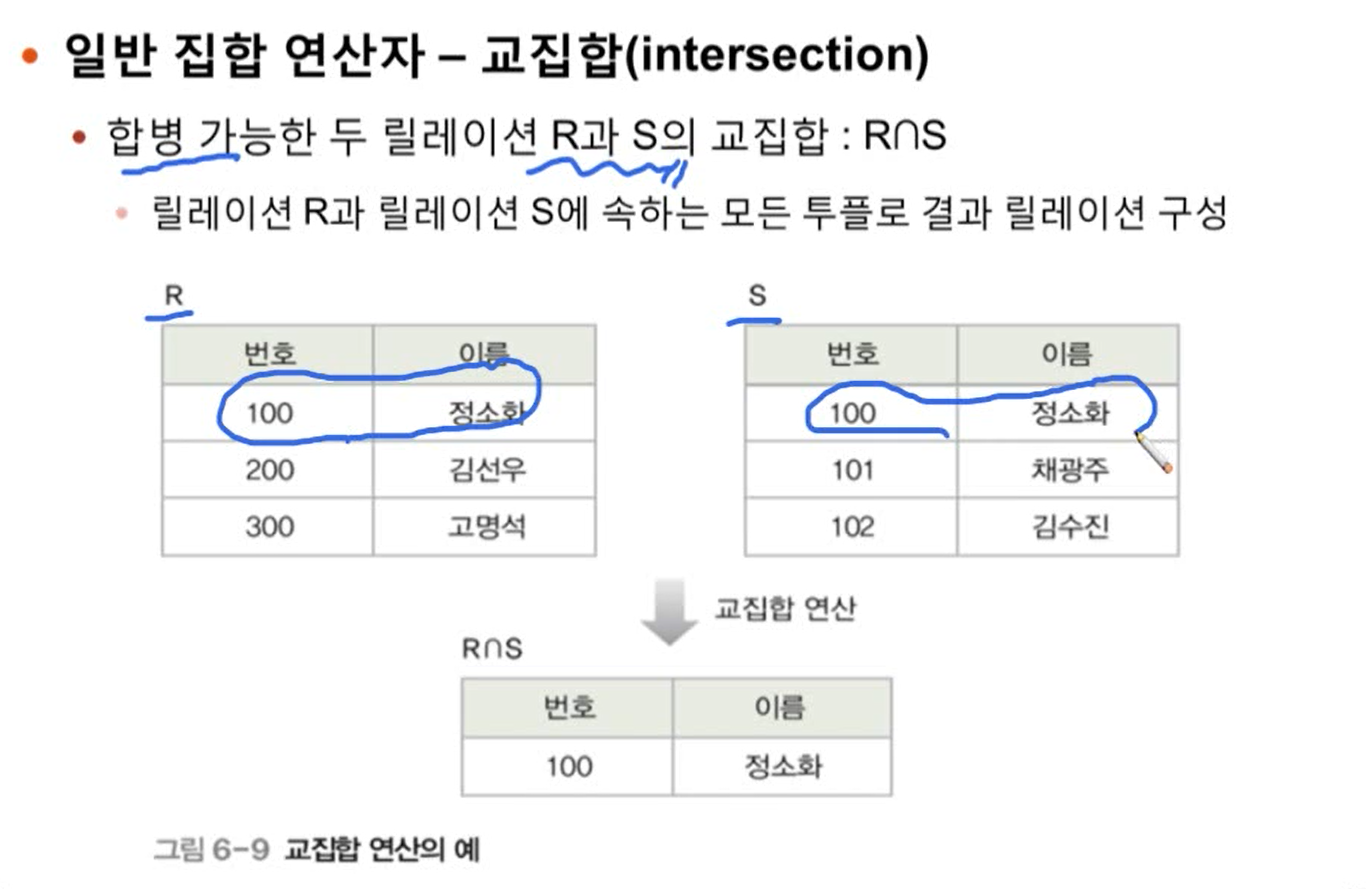 • 일반 집합 연산자 – 교집합(intersection)
• 합병 가능한 두 릴레이션 R과 S의 교집합 : R∩S
• 릴레이션 R과 릴레이션 S에 속하는 모든 투플로 결과 릴레이션 구성
R
번호 이름
100 정소화
200 김선우
300 고명석
S
번호 이름
100 정소화
101 채광주
102 김수진
교집합 연산
R∩S
번호 이름
100 정소화
그림 6-9 교집합 연산의 예